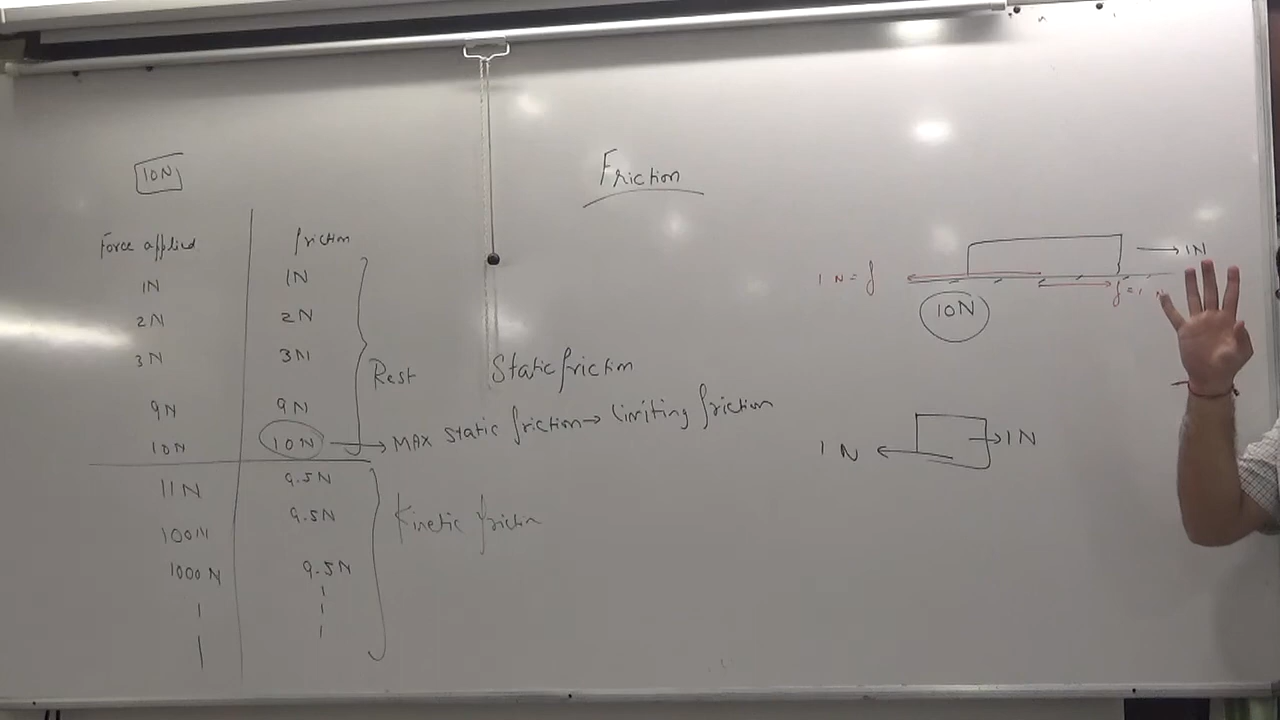 Friction
10N
Force applied friction
1N 1N
2N 2N
3N 3N
9N 9N
10N 10N → MAX static friction → limiting friction
Rest Static friction
11N 9.5N
100N 9.5N
1000N 9.5N
Kinetic friction
→ 1N
1N = f
f = 1
10N
1N ← → 1N